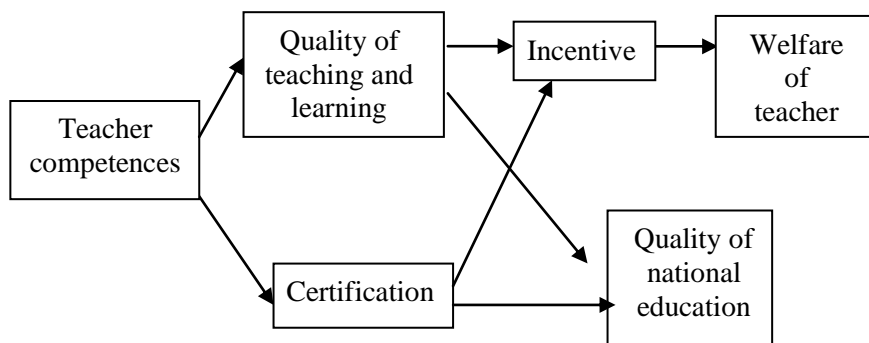 Quality of
teaching and
learning
Incentive
Welfare
of
teacher
Teacher
competences
Certification
Quality of
national
education